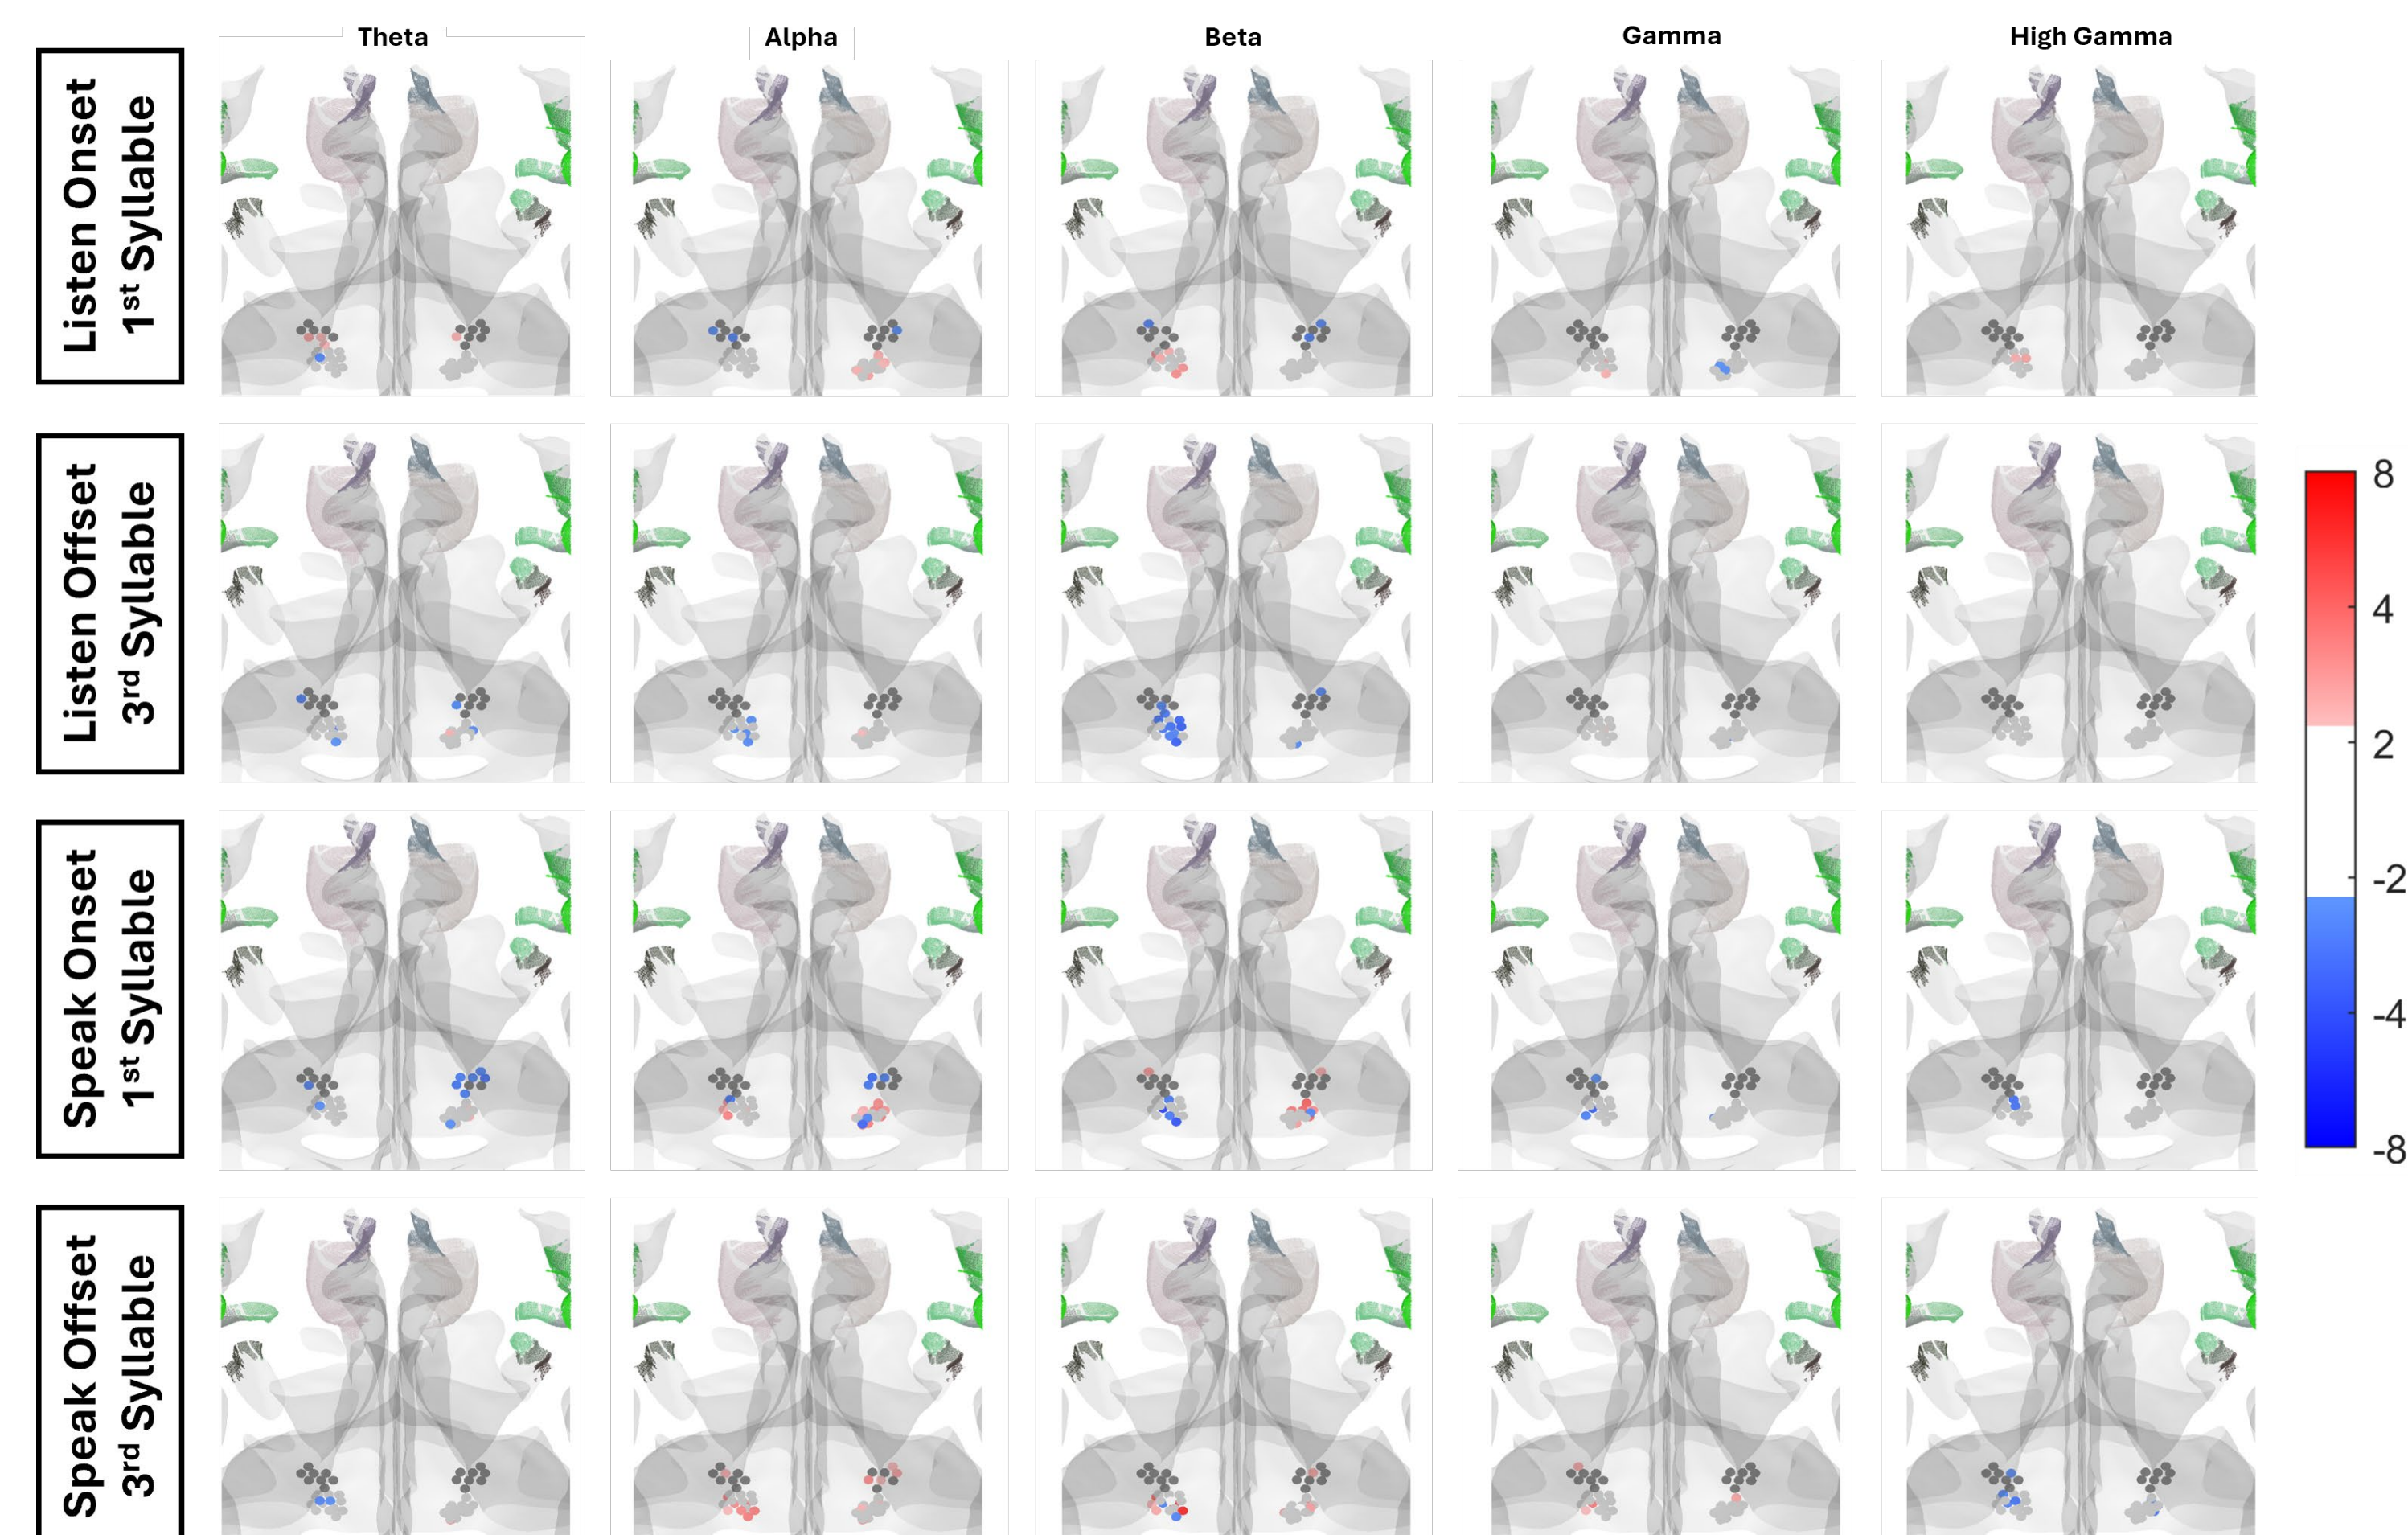 Theta Alpha Beta Gamma High Gamma
Listen Onset
1st Syllable
Listen Offset
3rd Syllable
Speak Onset
1st Syllable
Speak Offset
3rd Syllable
8
4
2
-2
-4
-8